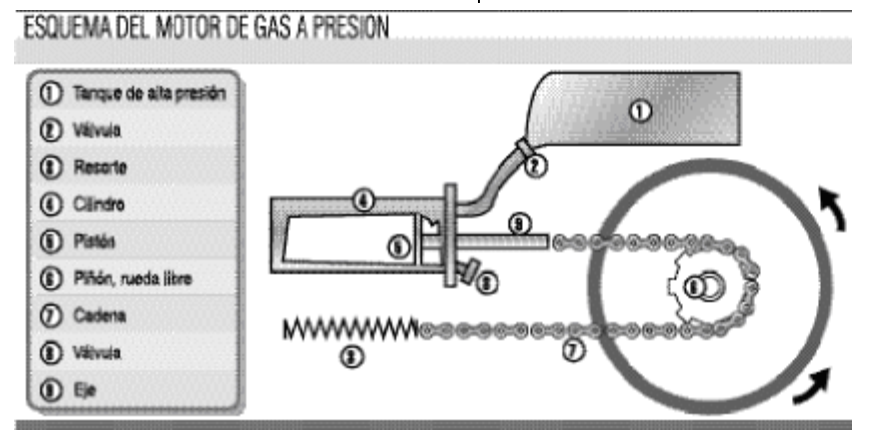 ESQUEMA DEL MOTOR DE GAS A PRESIÓN
1 Tanque de alta presión
2 Válvula
3 Resorte
4 Cilindro
5 Pistón
6 Piñón, rueda libre
7 Cadena
8 Válvula
9 Eje
1
2
4
9
5
6
8
7
3